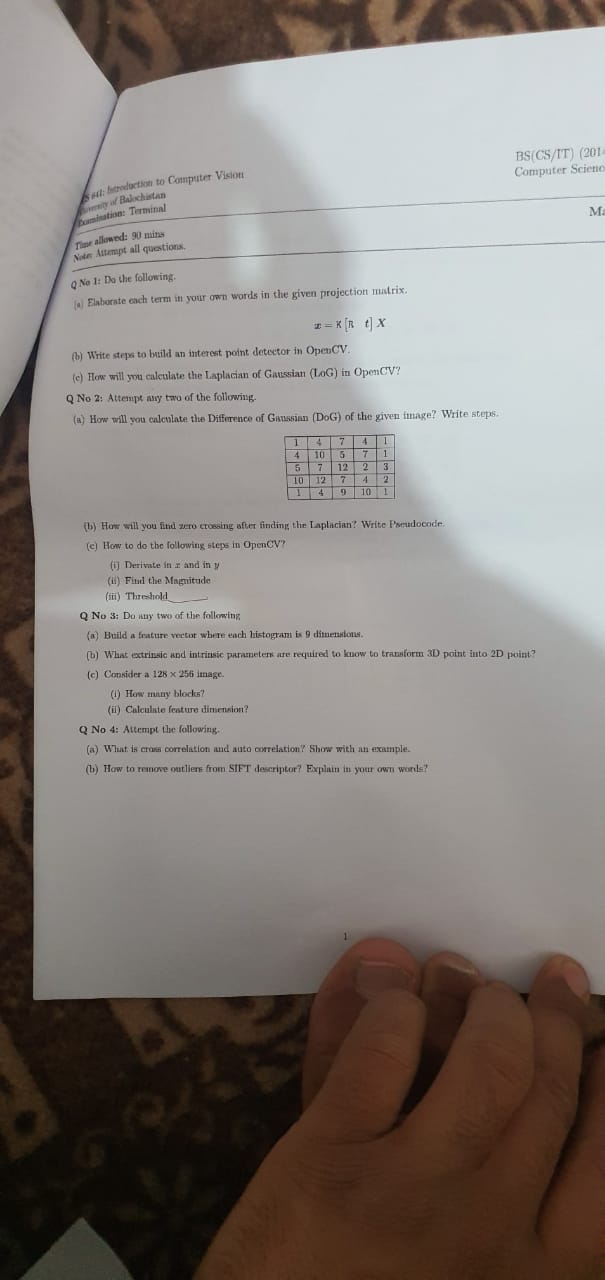 Introduction to Computer Vision
BS(CS/IT) (201
of Balochistan
Computer Scienc
Examination: Terminal
Time allowed: 90 mins
Ma
Note: Attempt all questions.
Q No 1: Do the following.
(a) Elaborate each term in your own words in the given projection matrix.
x = K [R t] X
(b) Write steps to build an interest point detector in OpenCV.
(c) How will you calculate the Laplacian of Gaussian (LoG) in OpenCV?
Q No 2: Attempt any two of the following.
(a) How will you calculate the Difference of Gaussian (DoG) of the given image? Write steps.
1 4 7 4 1
4 10 5 7 1
5 7 12 2 3
10 12 7 4 2
1 4 9 10 1
(b) How will you find zero crossing after finding the Laplacian? Write Pseudocode.
(c) How to do the following steps in OpenCV?
(i) Derivate in x and in y
(ii) Find the Magnitude
(iii) Threshold
Q No 3: Do any two of the following
(a) Build a feature vector where each histogram is 9 dimensions.
(b) What extrinsic and intrinsic parameters are required to know to transform 3D point into 2D point?
(c) Consider a 128 × 256 image.
(i) How many blocks?
(ii) Calculate feature dimension?
Q No 4: Attempt the following.
(a) What is cross correlation and auto correlation? Show with an example.
(b) How to remove outliers from SIFT descriptor? Explain in your own words?
1